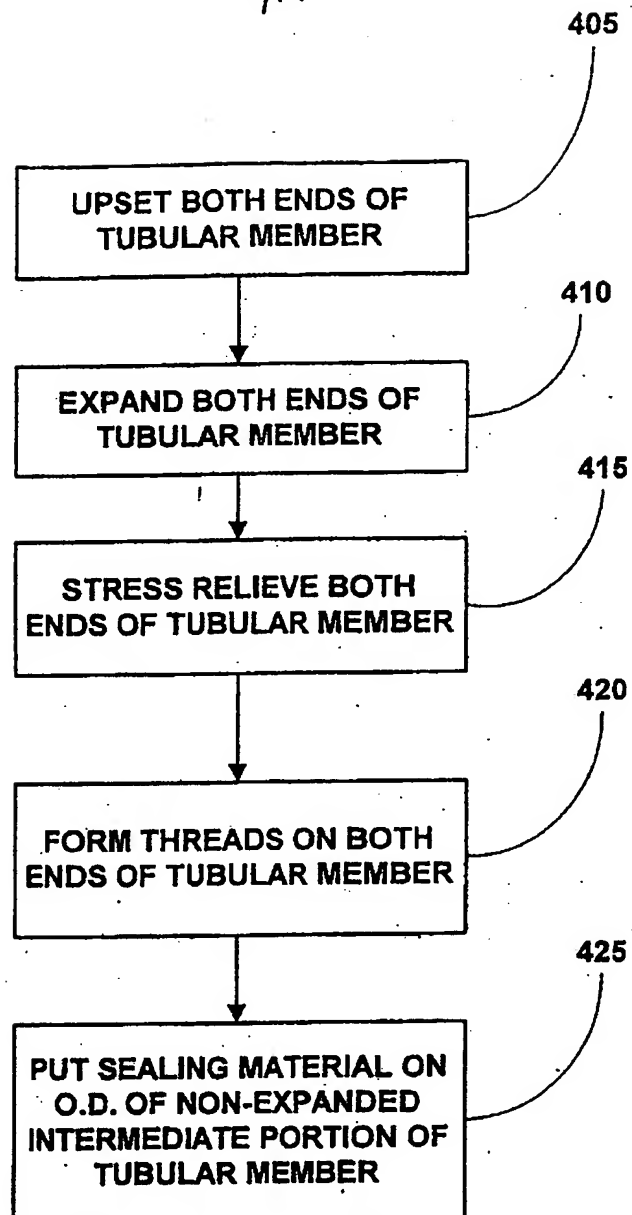 405
UPSET BOTH ENDS OF
TUBULAR MEMBER
410
EXPAND BOTH ENDS OF
TUBULAR MEMBER
415
STRESS RELIEVE BOTH
ENDS OF TUBULAR MEMBER
420
FORM THREADS ON BOTH
ENDS OF TUBULAR MEMBER
425
PUT SEALING MATERIAL ON
O.D. OF NON-EXPANDED
INTERMEDIATE PORTION OF
TUBULAR MEMBER